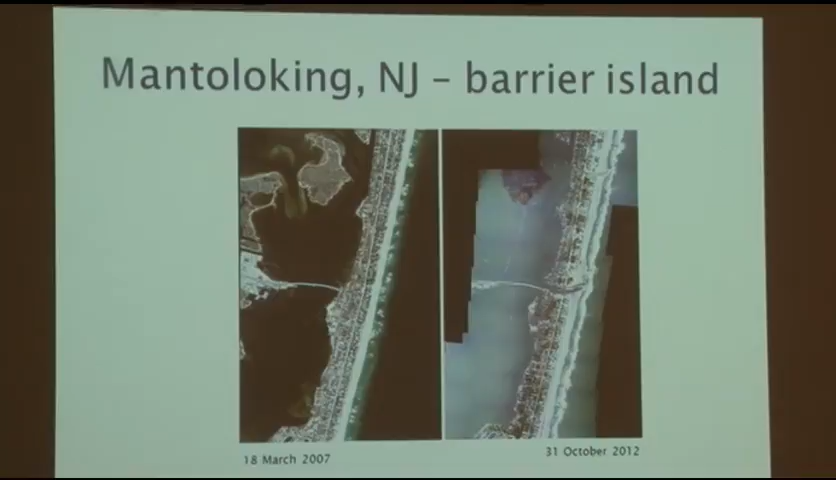 Mantoloking, NJ – barrier island
18 March 2007
31 October 2012